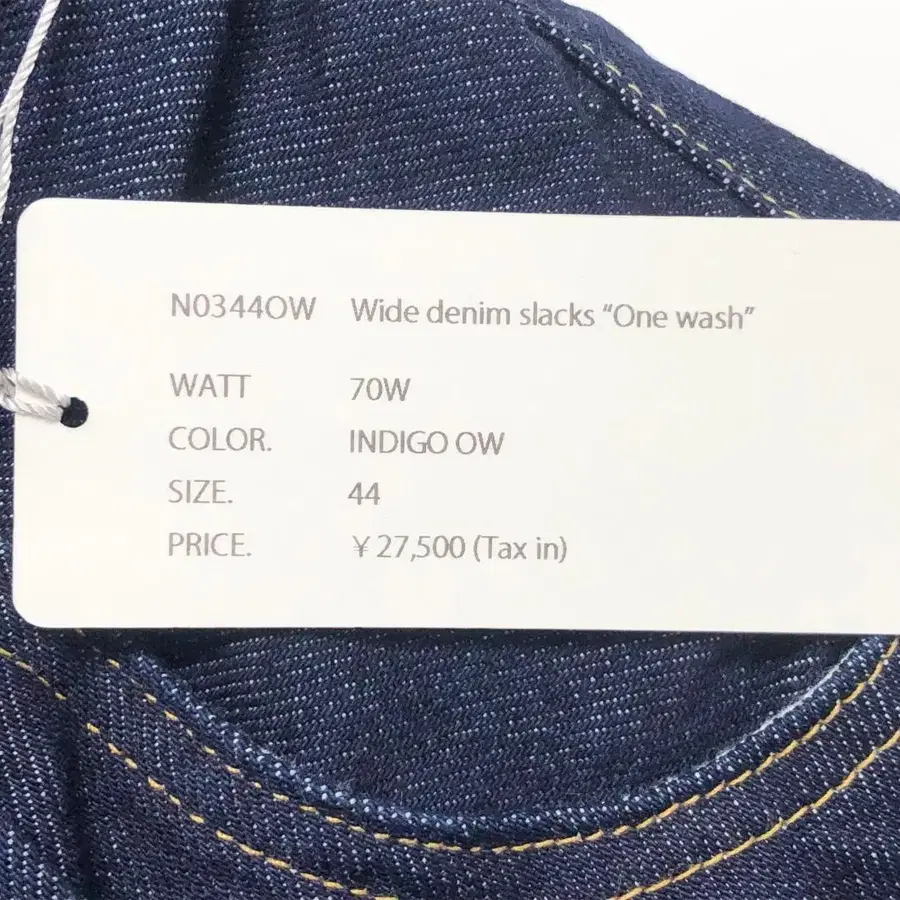 N0344OW Wide denim slacks “One wash”
WATT 70W
COLOR. INDIGO OW
SIZE. 44
PRICE. ¥ 27,500 (Tax in)